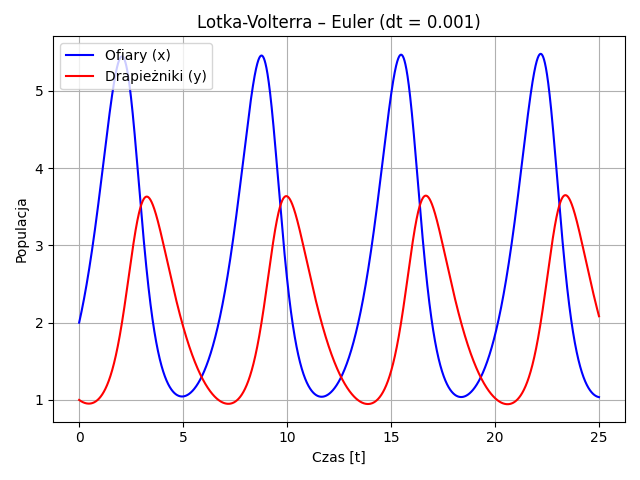 Lotka-Volterra – Euler (dt = 0.001)
Ofiary (x)
Drapieżniki (y)
Populacja
5
4
3
2
1
0 5 10 15 20 25
Czas [t]